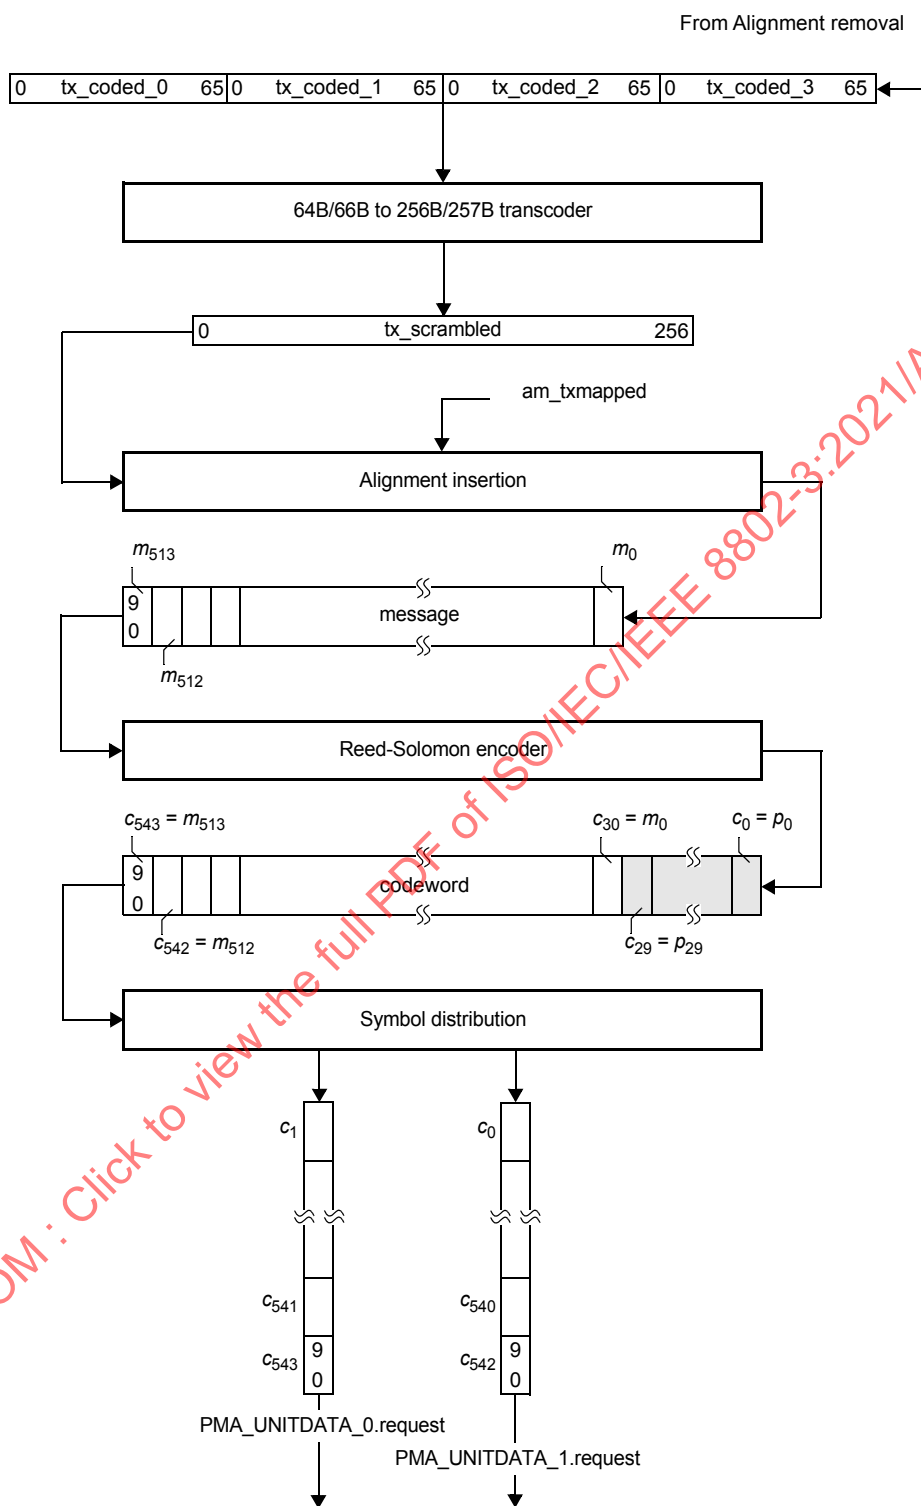 From Alignment removal
0 tx_coded_0 65 0 tx_coded_1 65 0 tx_coded_2 65 0 tx_coded_3 65
64B/66B to 256B/257B transcoder
0 tx_scrambled 256
am_txmapped
Alignment insertion
m513 m0
9
0
message
m512
Reed-Solomon encoder
c543 = m513 c30 = m0 c0 = p0
9
0
codeword
c542 = m512 c29 = p29
Symbol distribution
c1 c0
c541 c540
c543 9 0 c542 9 0
PMA_UNITDATA_0.request
PMA_UNITDATA_1.request
OM : Click to view the full PDF of ISO/IEC/IEEE 8802-3:2021/A